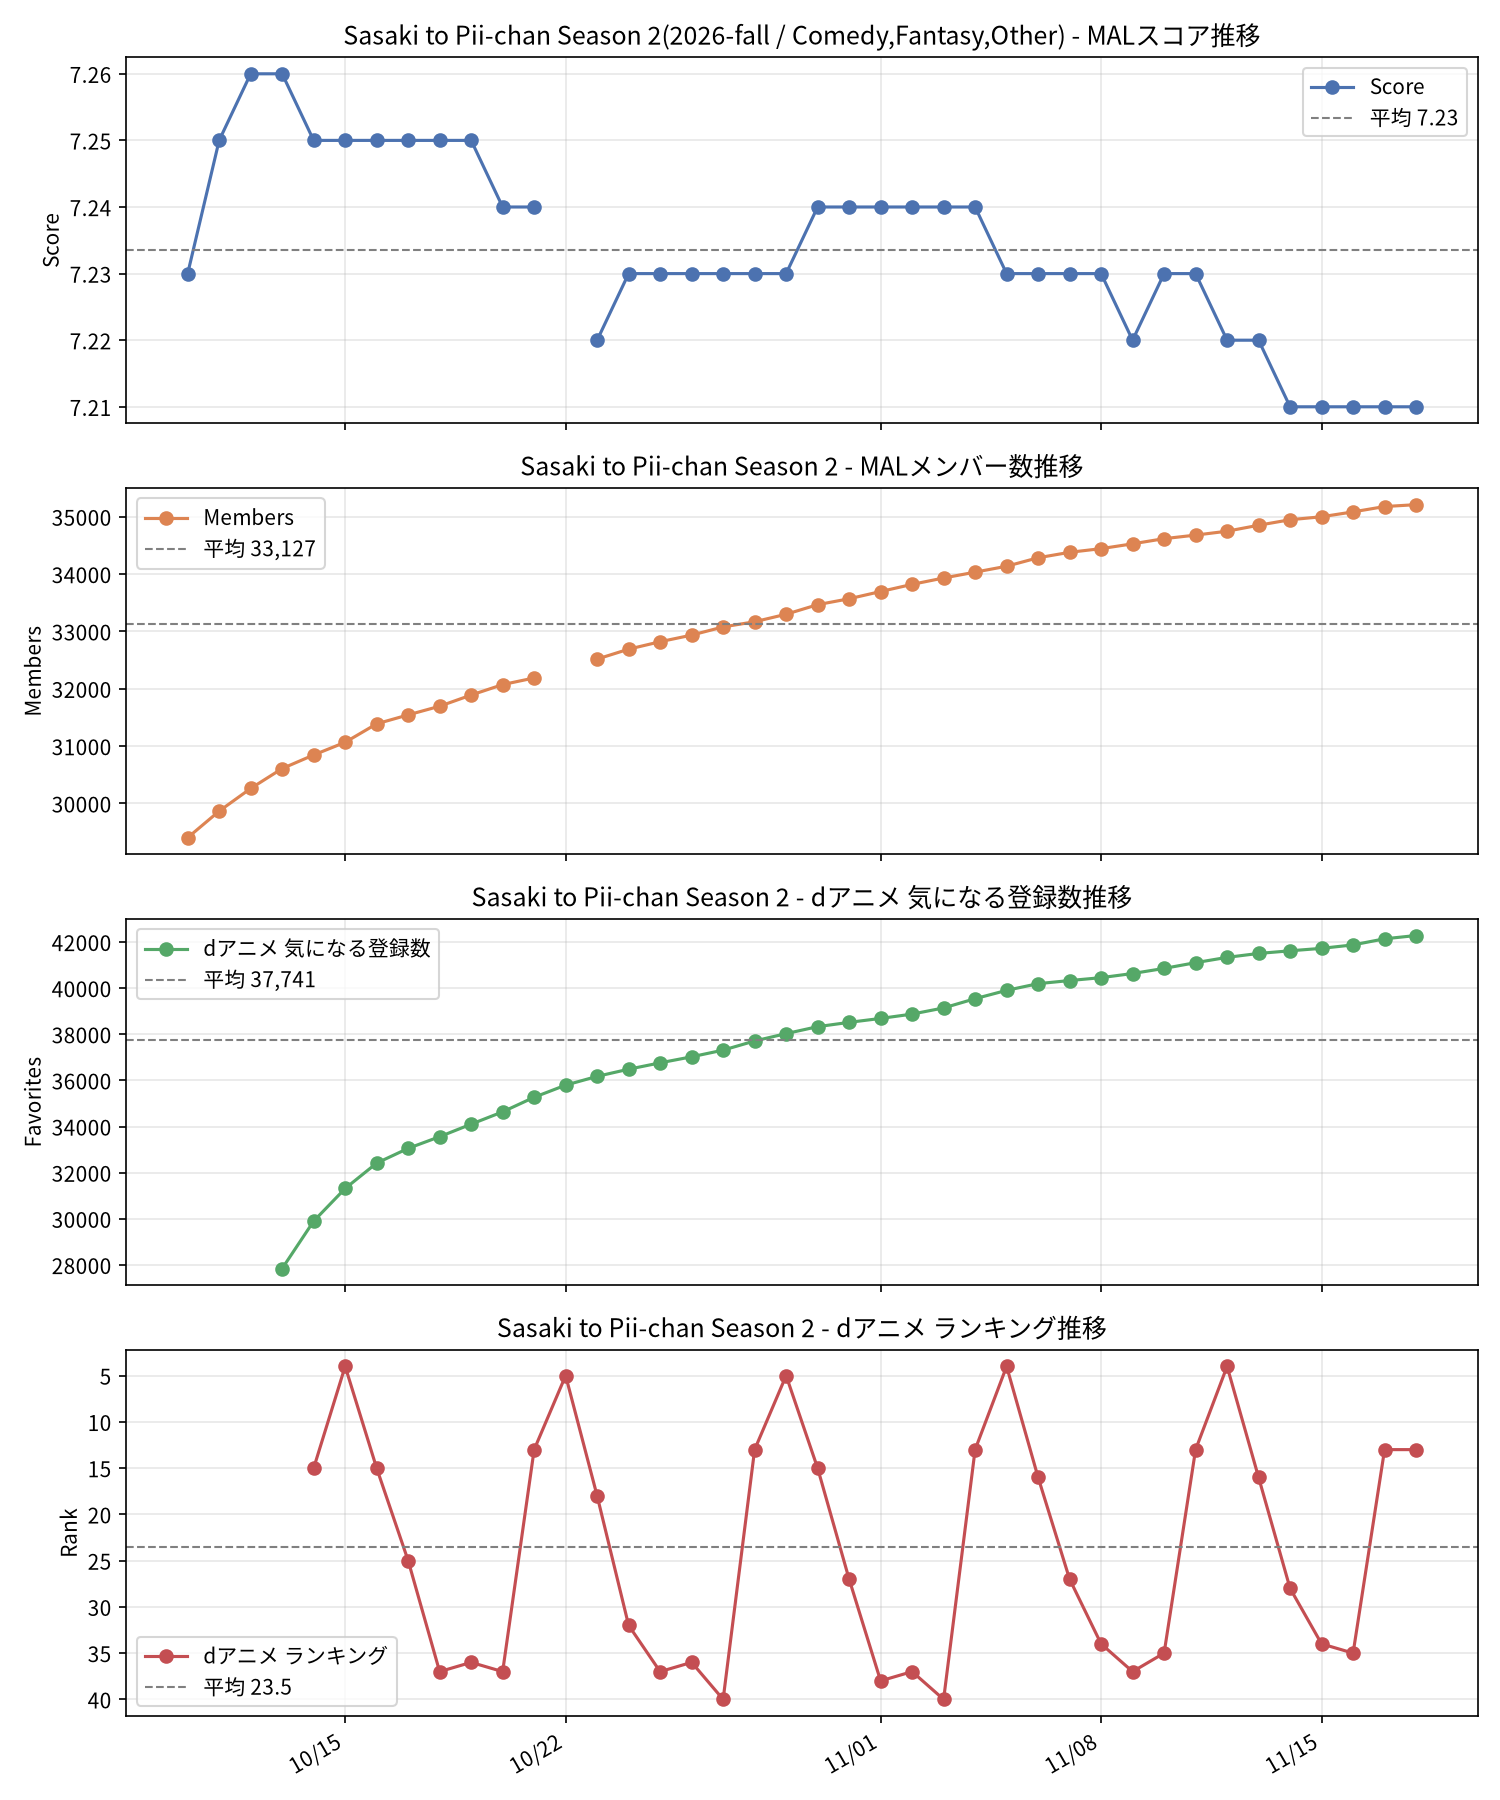 Sasaki to Pii-chan Season 2(2026-fall / Comedy,Fantasy,Other) - MALスコア推移
Score
7.26
7.25
7.24
7.23
7.22
7.21
Score
平均 7.23
Sasaki to Pii-chan Season 2 - MALメンバー数推移
Members
35000
34000
33000
32000
31000
30000
Members
平均 33,127
Sasaki to Pii-chan Season 2 - dアニメ 気になる登録数推移
Favorites
42000
40000
38000
36000
34000
32000
30000
28000
dアニメ 気になる登録数
平均 37,741
Sasaki to Pii-chan Season 2 - dアニメ ランキング推移
Rank
5
10
15
20
25
30
35
40
dアニメ ランキング
平均 23.5
10/15
10/22
11/01
11/08
11/15